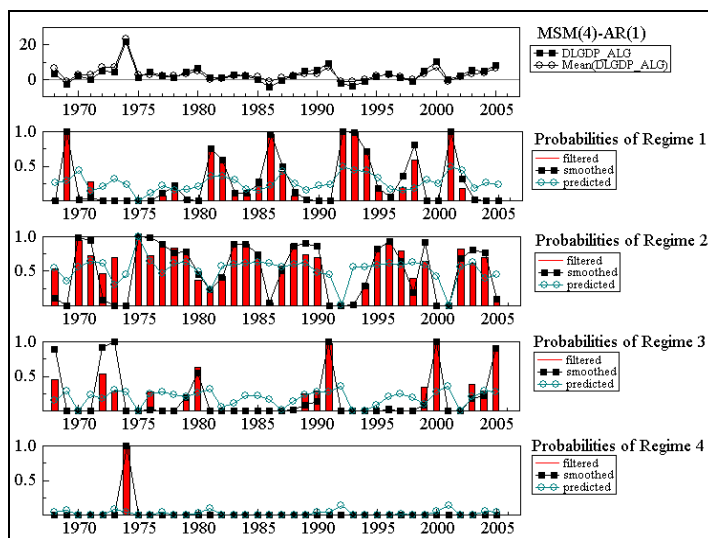 MSM(4)-AR(1)
20
0
DLGDP_ALG
Mean(DLGDP_ALG)
1970 1975 1980 1985 1990 1995 2000 2005
Probabilities of Regime 1
1.0
0.5
filtered
smoothed
predicted
1970 1975 1980 1985 1990 1995 2000 2005
Probabilities of Regime 2
1.0
0.5
filtered
smoothed
predicted
1970 1975 1980 1985 1990 1995 2000 2005
Probabilities of Regime 3
1.0
0.5
filtered
smoothed
predicted
1970 1975 1980 1985 1990 1995 2000 2005
Probabilities of Regime 4
1.0
0.5
filtered
smoothed
predicted
1970 1975 1980 1985 1990 1995 2000 2005